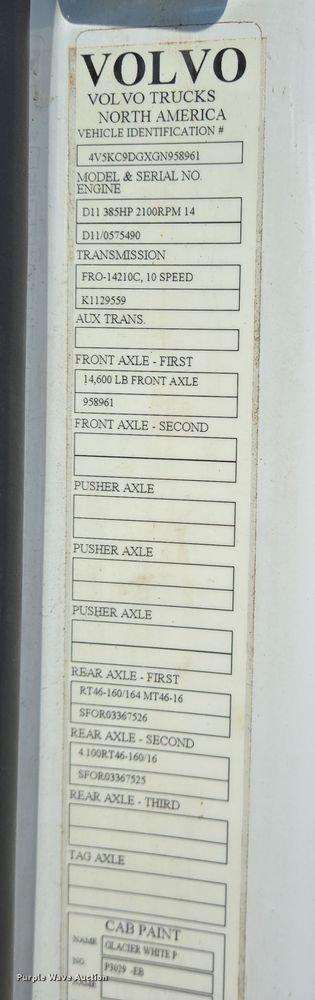 VOLVO
VOLVO TRUCKS
NORTH AMERICA
VEHICLE IDENTIFICATION #
4V5KC9DGXGN958961
MODEL & SERIAL NO.
ENGINE
D11 385HP 2100RPM 14
D11/0575490
TRANSMISSION
FRO-14210C, 10 SPEED
K1129559
AUX TRANS.
FRONT AXLE - FIRST
14,600 LB FRONT AXLE
958961
FRONT AXLE - SECOND
PUSHER AXLE
PUSHER AXLE
PUSHER AXLE
REAR AXLE - FIRST
RT46-160/164 MT46-16
SFOR03367526
REAR AXLE - SECOND
4.100RT46-160/16
SFOR03367525
REAR AXLE - THIRD
TAG AXLE
CAB PAINT
NAME GLACIER WHITE P
NO. P3029 -EB
NAME
Purple Wave Auction